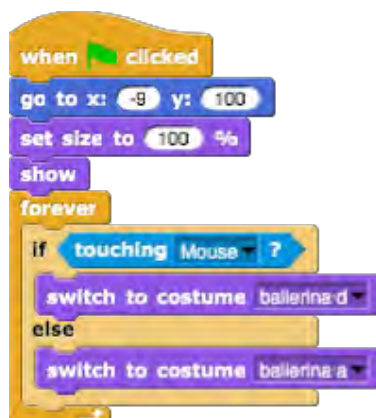 when clicked
go to x: -9 y: 100
set size to 100 %
show
forever
if touching Mouse ?
switch to costume ballerina d
else
switch to costume ballerina a